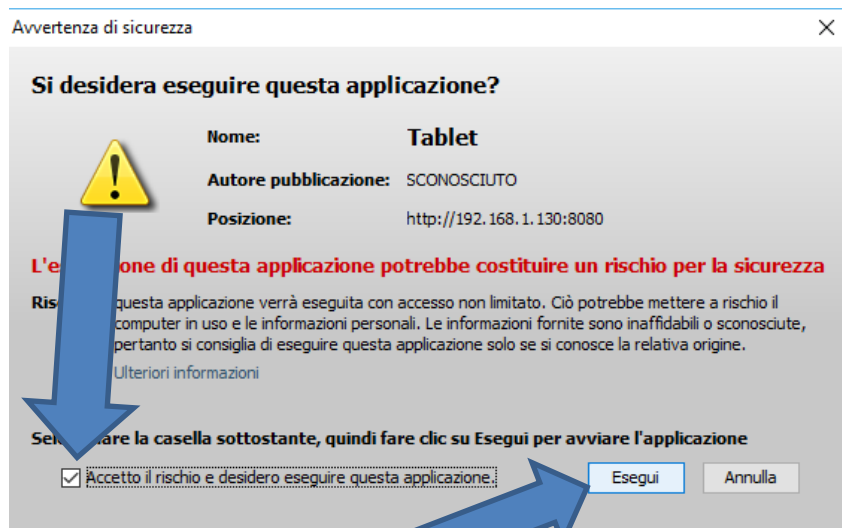 Avvertenza di sicurezza
Si desidera eseguire questa applicazione?
Nome: Tablet
Autore pubblicazione: SCONOSCIUTO
Posizione: http://192.168.1.130:8080
di questa applicazione potrebbe costituire un rischio per la sicurezza
questa applicazione verrà eseguita con accesso non limitato. Ciò potrebbe mettere a rischio il
computer in uso e le informazioni personali. Le informazioni fornite sono inaffidabili o sconosciute,
pertanto si consiglia di eseguire questa applicazione solo se si conosce la relativa origine.
Ulteriori informazioni
la casella sottostante, quindi fare clic su Esegui per avviare l'applicazione
Accetto il rischio e desidero eseguire questa applicazione. Esegui Annulla